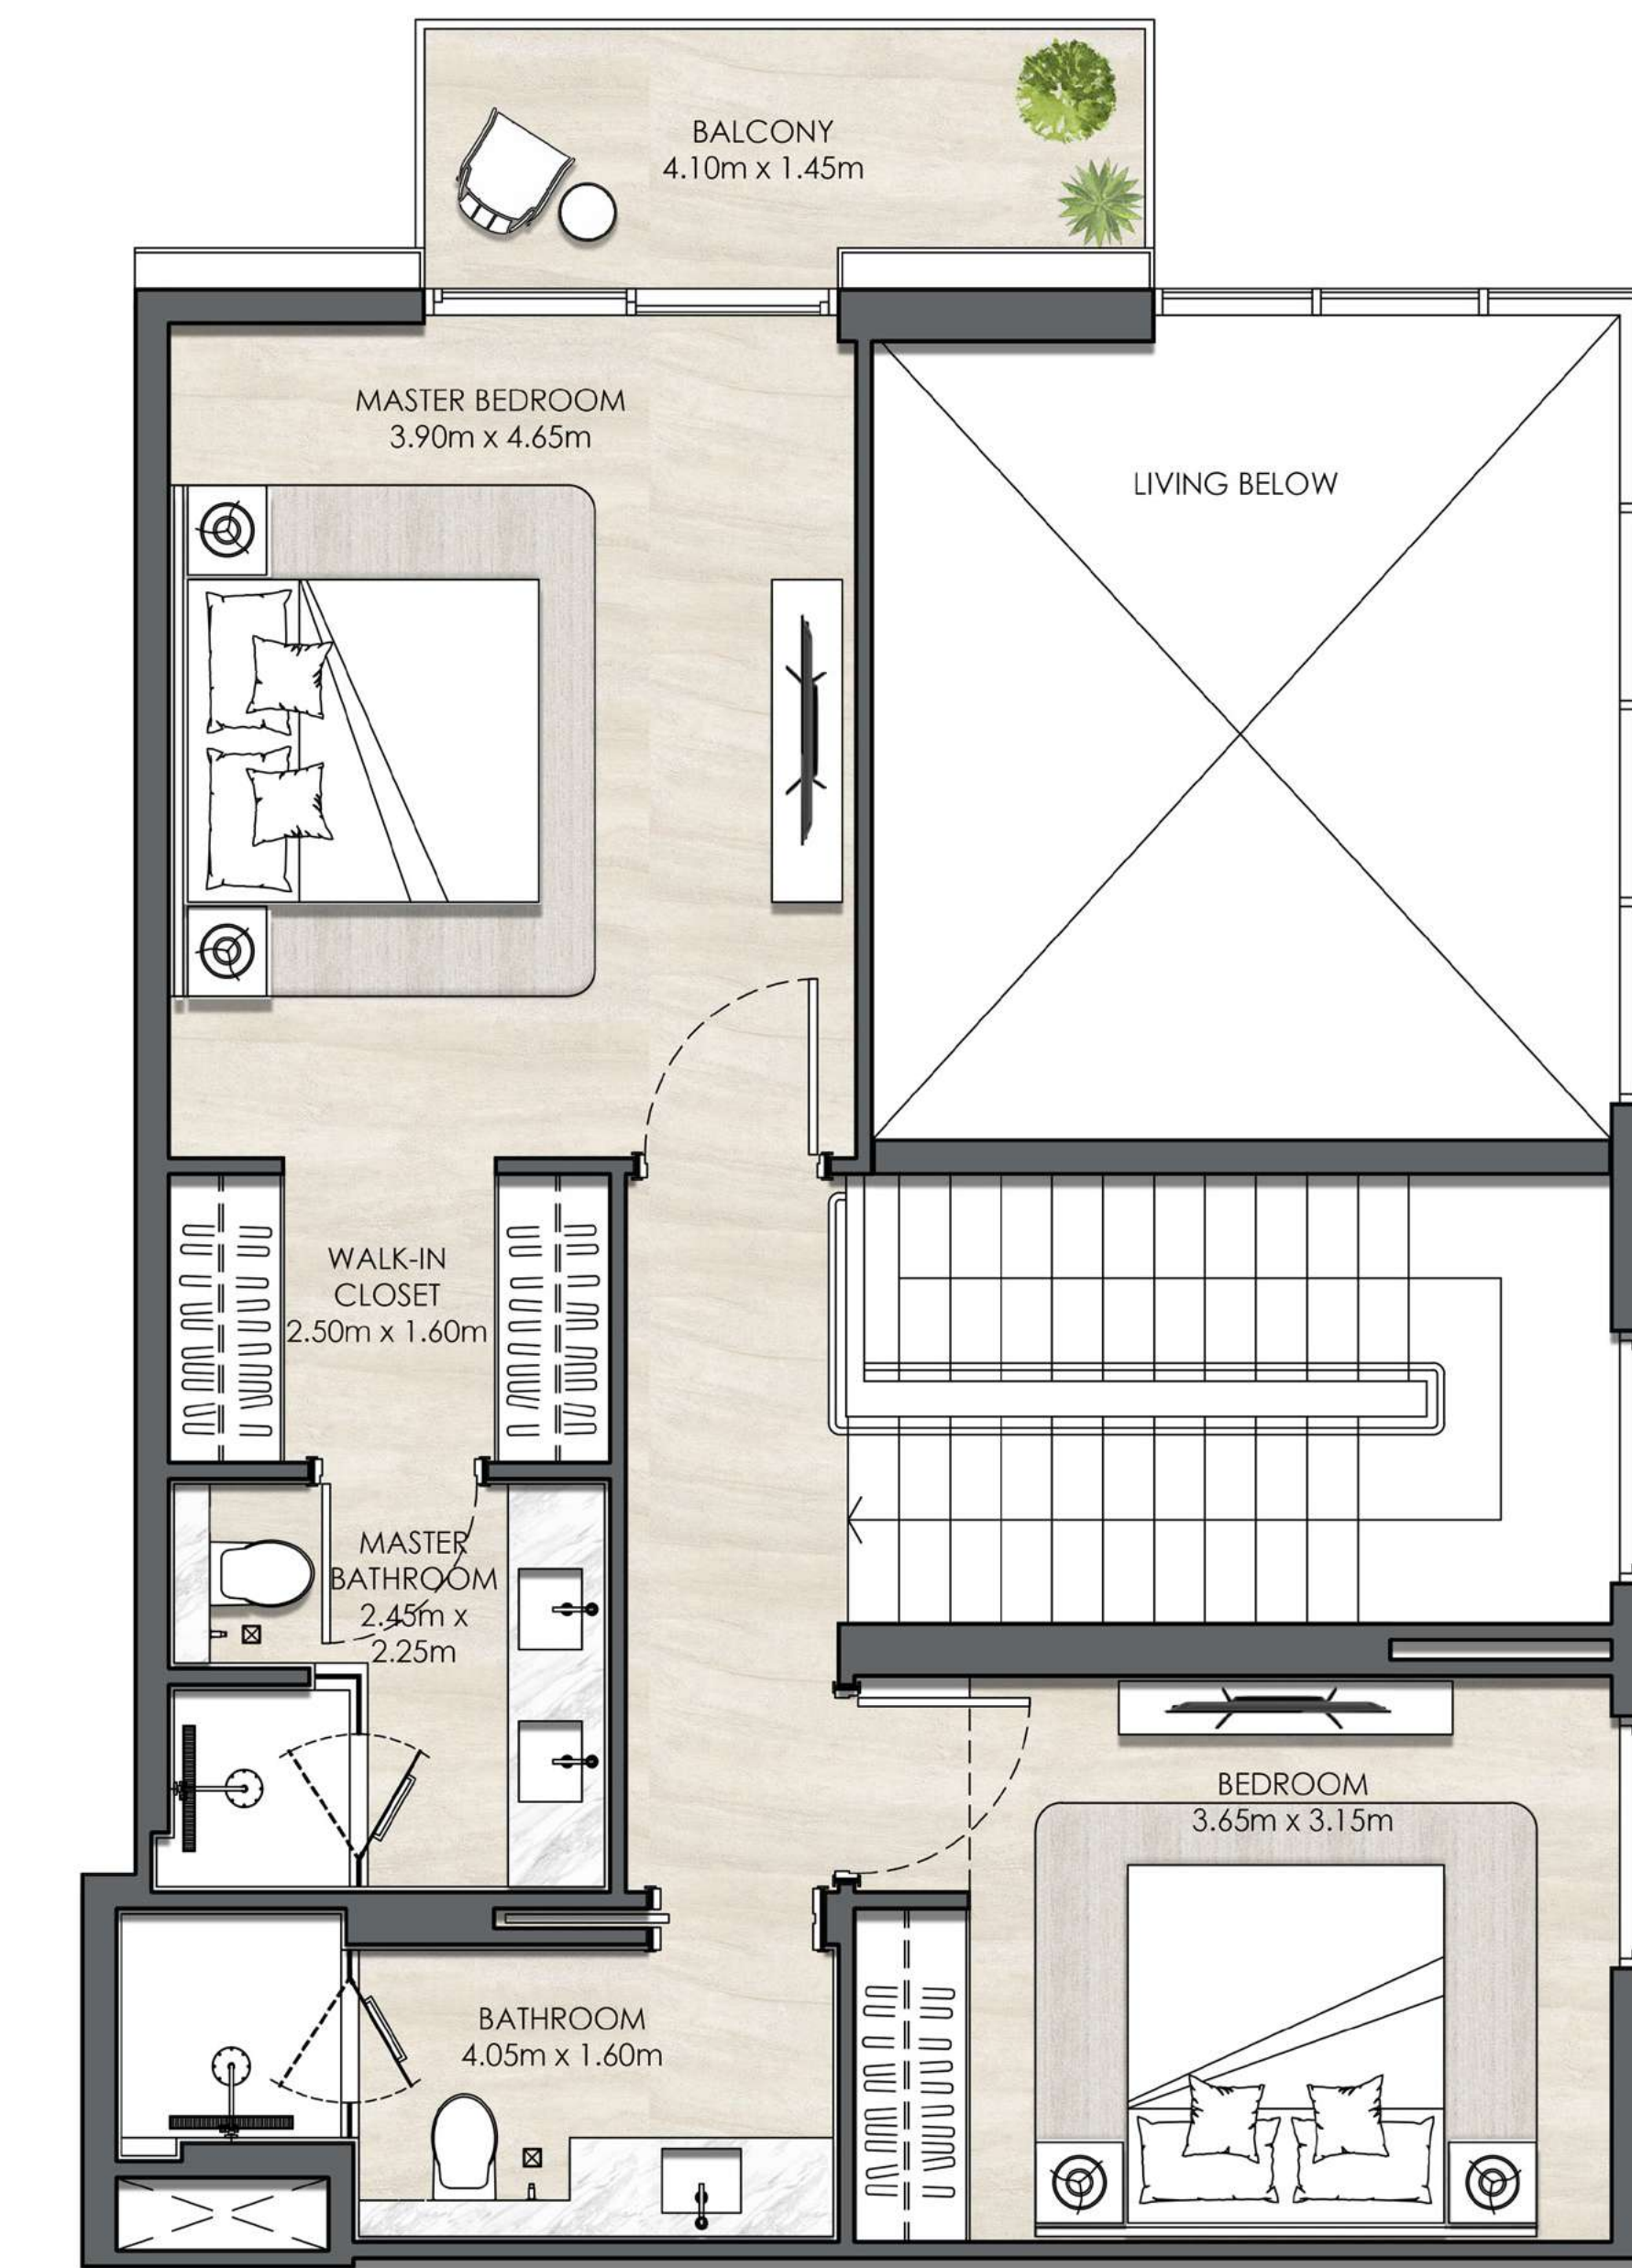 BALCONY
4.10m x 1.45m
MASTER BEDROOM
3.90m x 4.65m
LIVING BELOW
WALK-IN
CLOSET
2.50m x 1.60m
MASTER
BATHROOM
2.45m x
2.25m
BEDROOM
3.65m x 3.15m
BATHROOM
4.05m x 1.60m